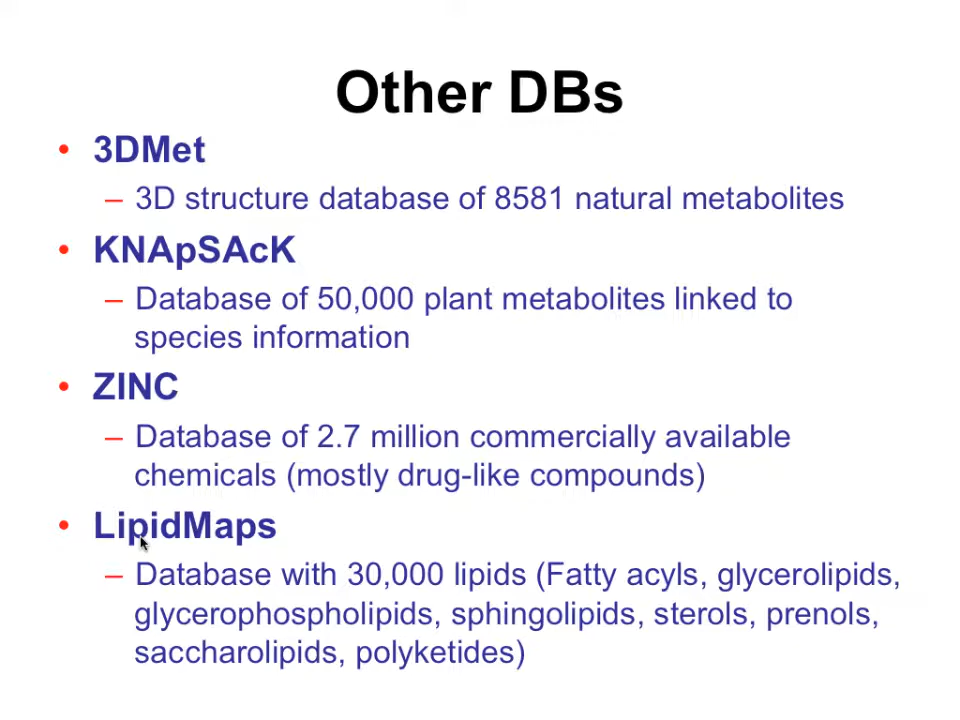 Other DBs
• 3DMet
– 3D structure database of 8581 natural metabolites
• KNApSAcK
– Database of 50,000 plant metabolites linked to
species information
• ZINC
– Database of 2.7 million commercially available
chemicals (mostly drug-like compounds)
• LipidMaps
– Database with 30,000 lipids (Fatty acyls, glycerolipids,
glycerophospholipids, sphingolipids, sterols, prenols,
saccharolipids, polyketides)